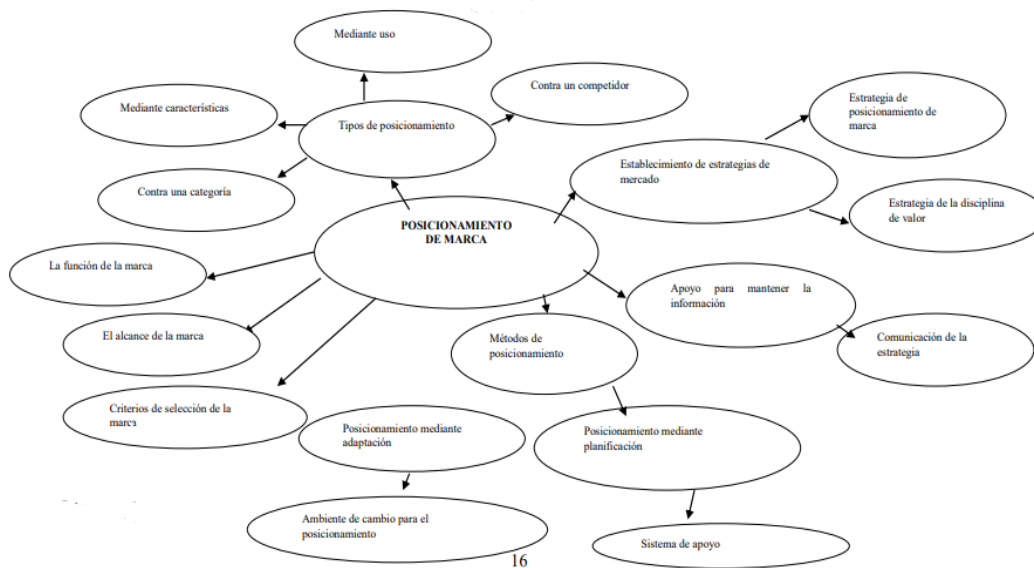 Mediante uso
Contra un competidor
Mediante características
Tipos de posicionamiento
Estrategia de
posicionamiento de
marca
Establecimiento de estrategias de
mercado
Contra una categoría
Estrategia de la disciplina
de valor
POSICIONAMIENTO
DE MARCA
La función de la marca
Apoyo para mantener la
información
El alcance de la marca
Métodos de
posicionamiento
Comunicación de la
estrategia
Criterios de selección de la
marca
Posicionamiento mediante
adaptación
Posicionamiento mediante
planificación
Ambiente de cambio para el
posicionamiento
Sistema de apoyo
16